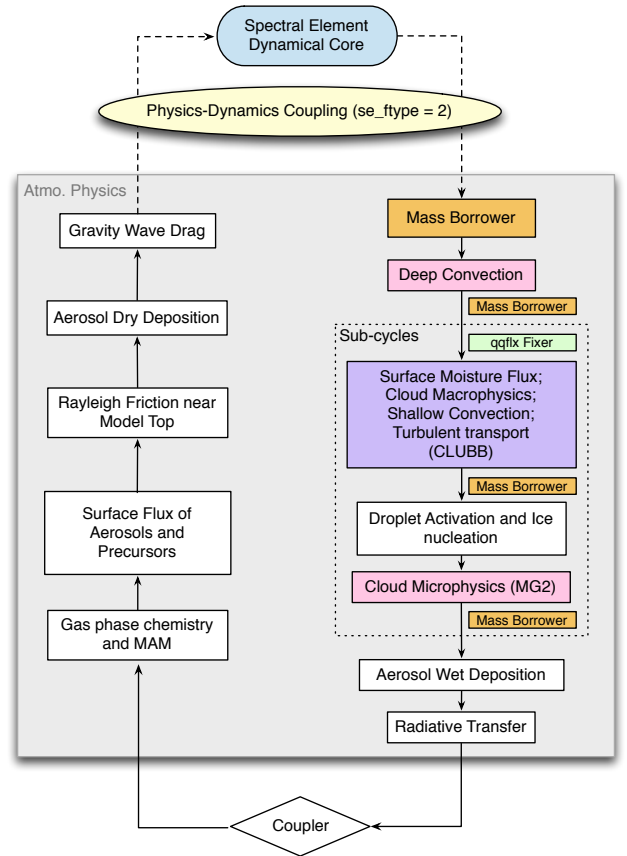 Spectral Element
Dynamical Core
Physics-Dynamics Coupling (se_ftype = 2)
Atmo. Physics
Mass Borrower
Deep Convection
Mass Borrower
Sub-cycles
qqflx Fixer
Surface Moisture Flux;
Cloud Macrophysics;
Shallow Convection;
Turbulent transport
(CLUBB)
Mass Borrower
Droplet Activation and Ice
nucleation
Cloud Microphysics (MG2)
Mass Borrower
Aerosol Wet Deposition
Radiative Transfer
Coupler
Gas phase chemistry
and MAM
Surface Flux of
Aerosols and
Precursors
Rayleigh Friction near
Model Top
Aerosol Dry Deposition
Gravity Wave Drag